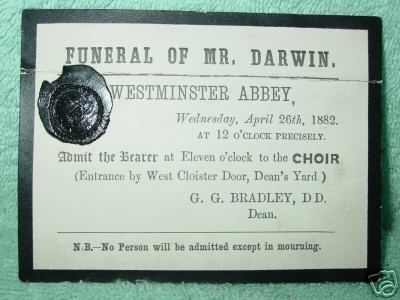 FUNERAL OF MR. DARWIN.
WESTMINSTER ABBEY,
Wednesday, April 26th, 1882.
AT 12 O'CLOCK PRECISELY.
Admit the Bearer at Eleven o'clock to the CHOIR
(Entrance by West Cloister Door, Dean's Yard)
G. G. BRADLEY, D D.
Dean.
N.B.—No Person will be admitted except in mourning.
ebY